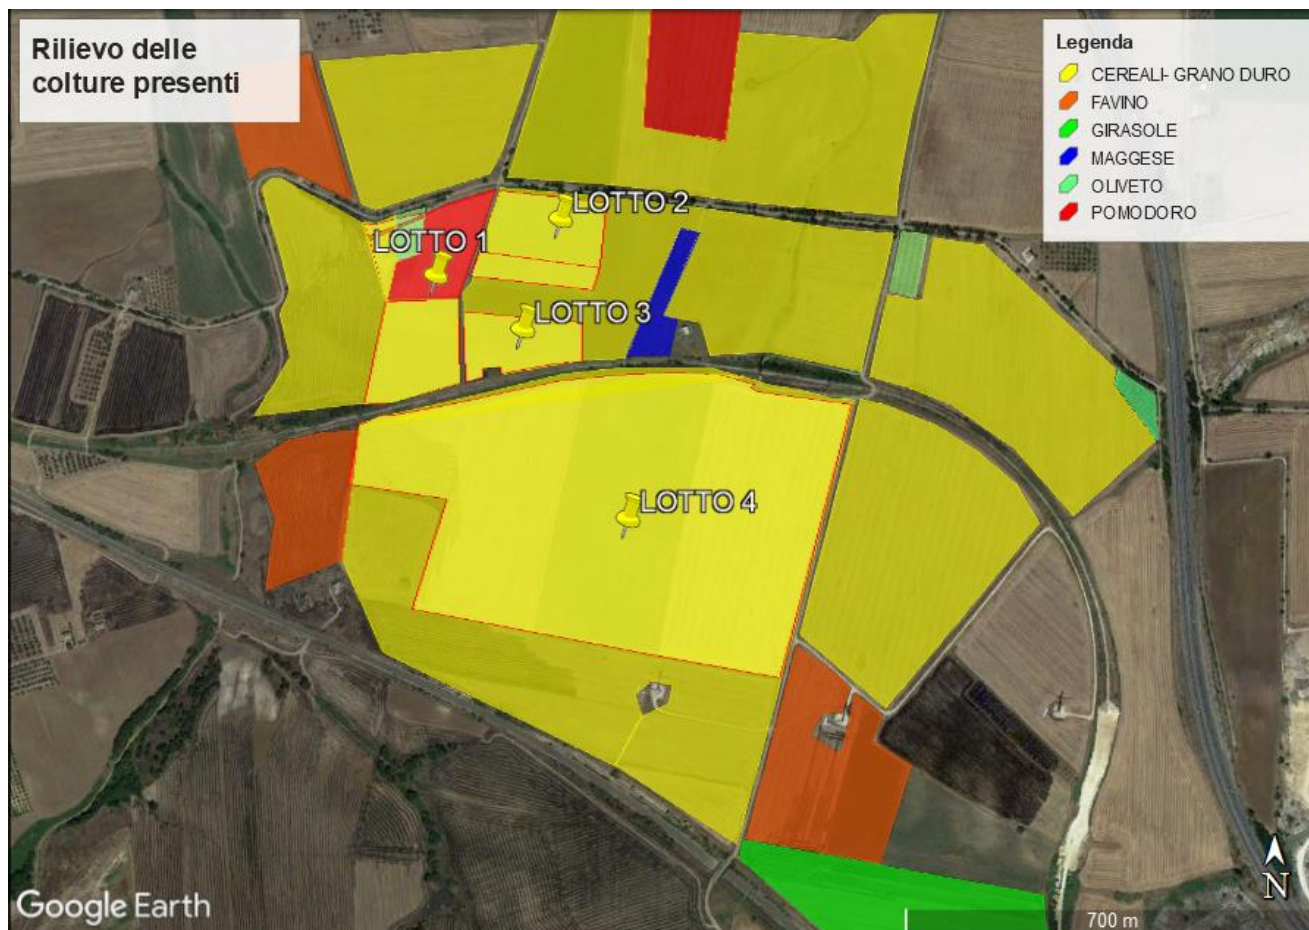 Rilievo delle
colture presenti
Legenda
CEREALI- GRANO DURO
FAVINO
GIRASOLE
MAGGESE
OLIVETO
POMODORO
LOTTO 2
LOTTO 1
LOTTO 3
LOTTO 4
Google Earth
N
700 m